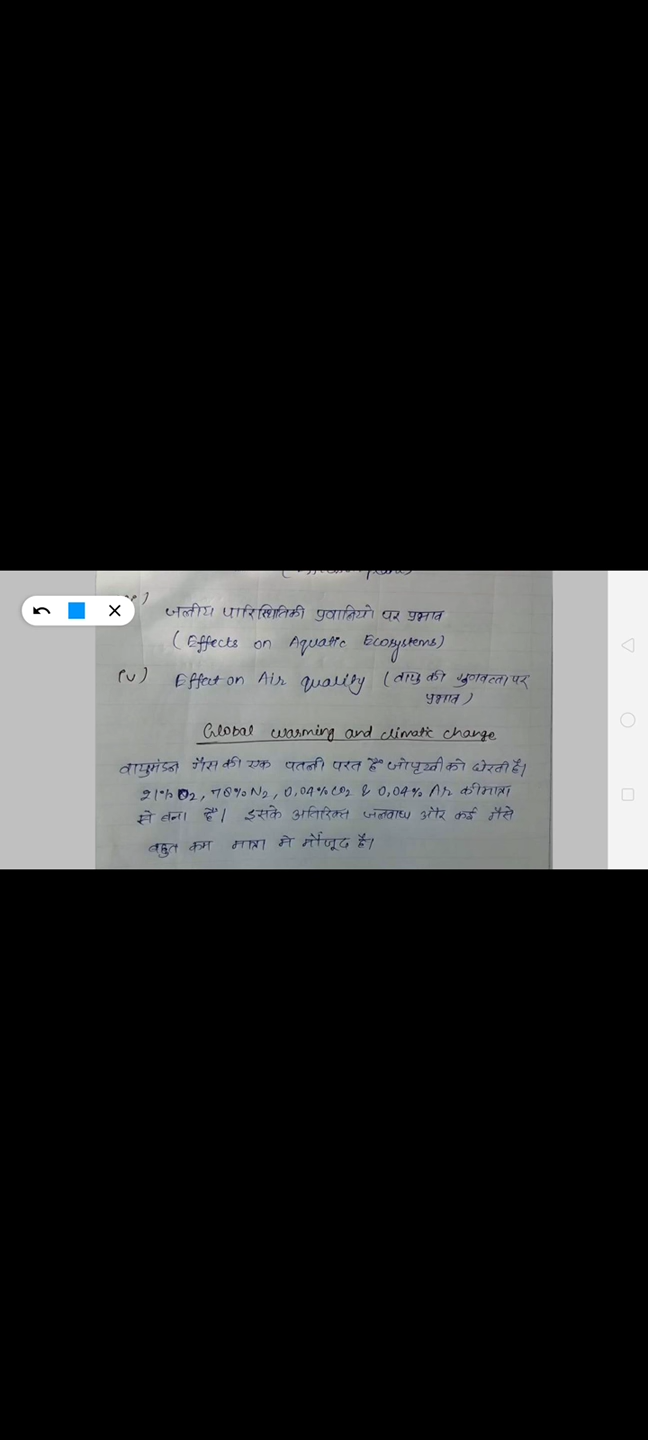 जलीय पारिस्थितिकी प्रवानियो पर प्रभाव
(Effects on Aquatic Ecosystems)
(v) Effect on Air quality (वायु की गुणवत्ता पर
प्रभाव)
Global warming and climatic change
वायुमंडल गैस की एक पतली परत है जो पृथ्वी को घेरती है।
21% O2, 78% N2, 0,04% CO2 & 0,04% Ar की मात्रा
से बना है। इसके अतिरिक्त जलवाष्प और कई गैसे
बहुत कम मात्रा मे मौजूद है।